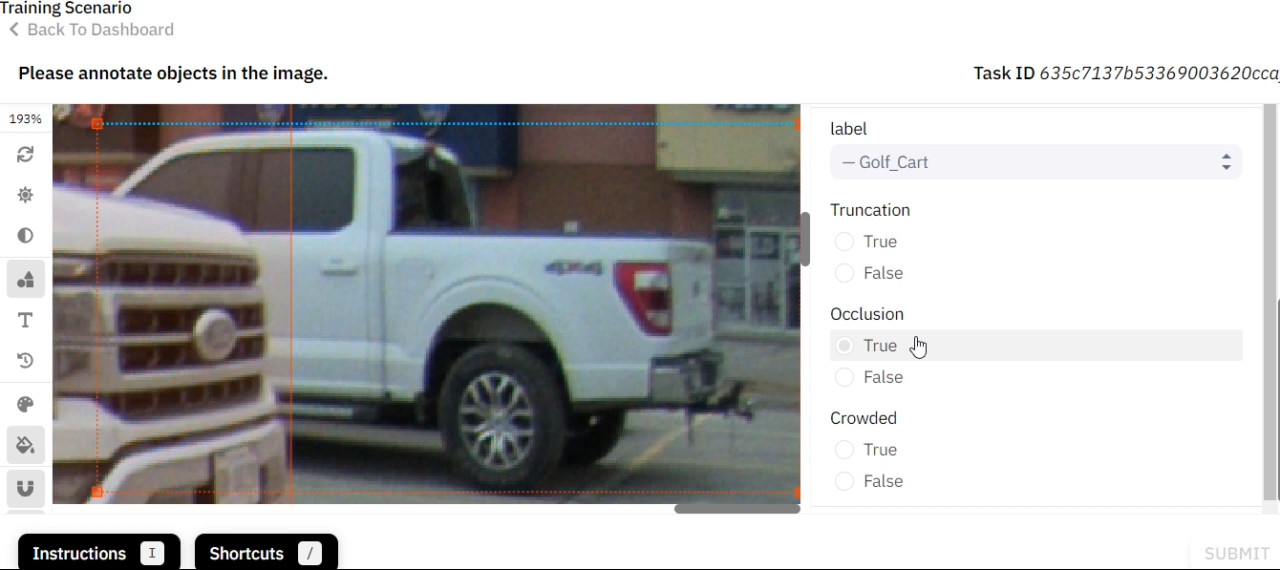 Training Scenario
Back To Dashboard
Please annotate objects in the image.
Task ID 635c7137b53369003620cca
193%
label
— Golf_Cart
Truncation
True
False
Occlusion
True
False
Crowded
True
False
4x4
Instructions I
Shortcuts /
SUBMIT